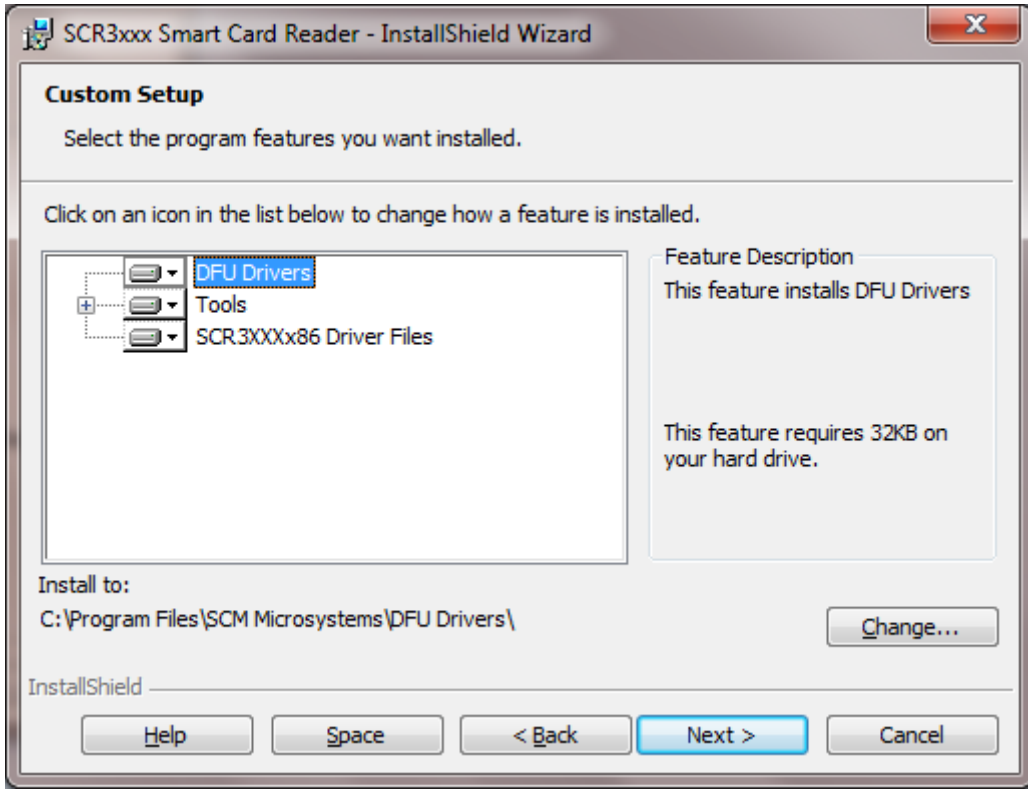 SCR3xxx Smart Card Reader - InstallShield Wizard
Custom Setup
Select the program features you want installed.
Click on an icon in the list below to change how a feature is installed.
DFU Drivers
Tools
SCR3XXXx86 Driver Files
Feature Description
This feature installs DFU Drivers
This feature requires 32KB on
your hard drive.
Install to:
C:\Program Files\SCM Microsystems\DFU Drivers\
Change...
InstallShield
Help
Space
< Back
Next >
Cancel